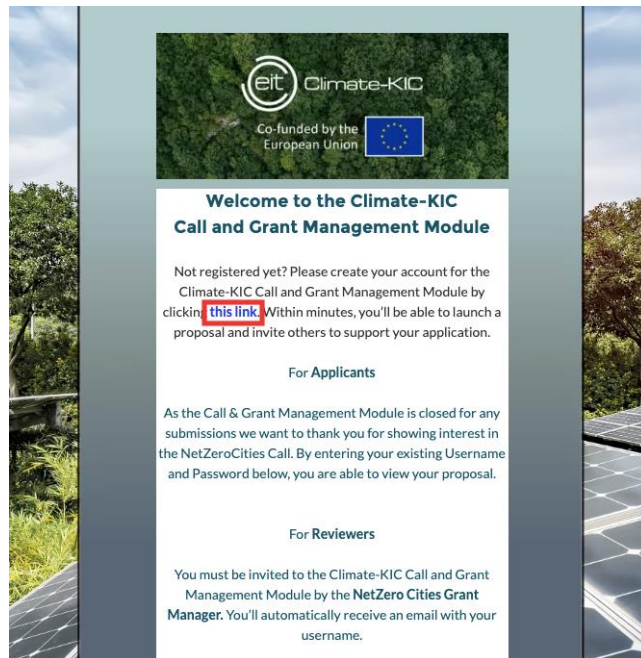 eit Climate-KIC
Co-funded by the
European Union
Welcome to the Climate-KIC
Call and Grant Management Module
Not registered yet? Please create your account for the
Climate-KIC Call and Grant Management Module by
clicking this link. Within minutes, you'll be able to launch a
proposal and invite others to support your application.
For Applicants
As the Call & Grant Management Module is closed for any
submissions we want to thank you for showing interest in
the NetZeroCities Call. By entering your existing Username
and Password below, you are able to view your proposal.
For Reviewers
You must be invited to the Climate-KIC Call and Grant
Management Module by the NetZero Cities Grant
Manager. You'll automatically receive an email with your
username.